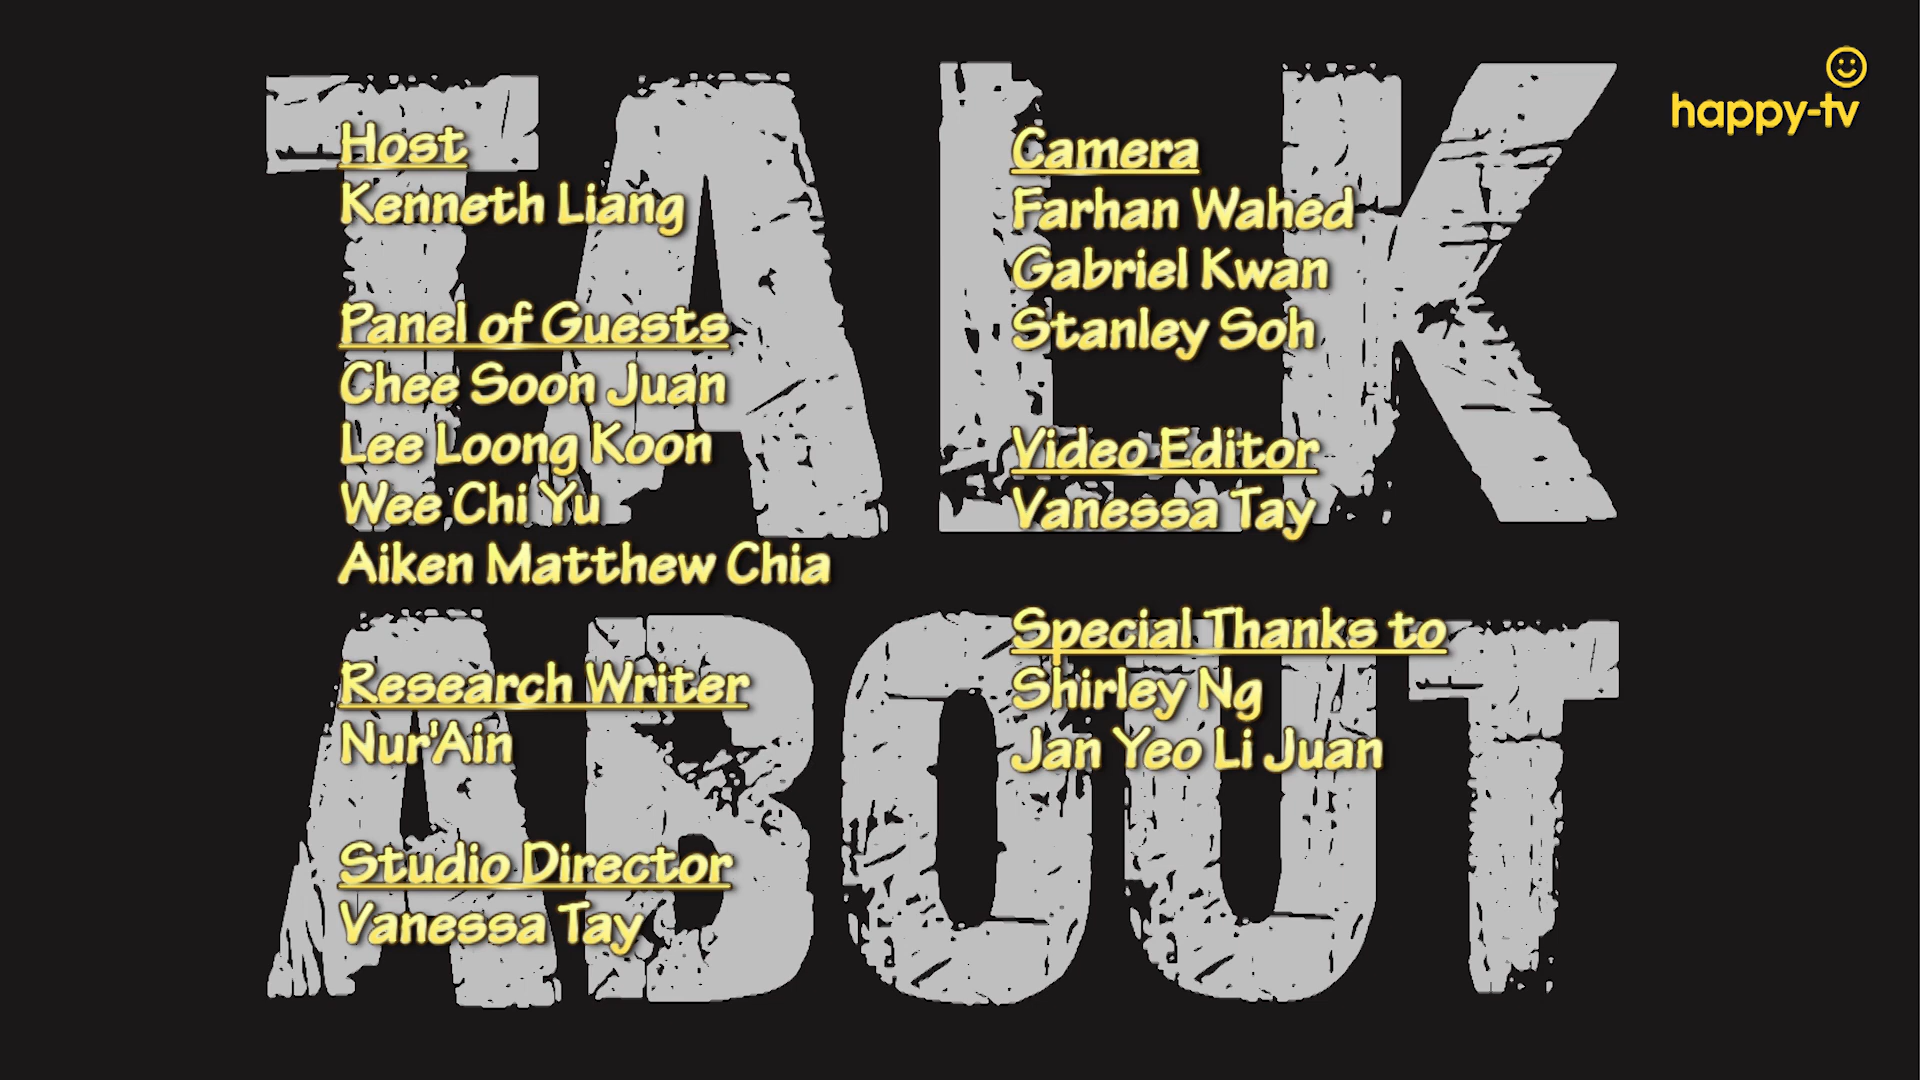 TALK
ABOUT
happy-tv
Host
Kenneth Liang
Panel of Guests
Chee Soon Juan
Lee Loong Koon
Wee Chi Yu
Aiken Matthew Chia
Research Writer
Nur'Ain
Studio Director
Vanessa Tay
Camera
Farhan Wahed
Gabriel Kwan
Stanley Soh
Video Editor
Vanessa Tay
Special Thanks to
Shirley Ng
Jan Yeo Li Juan